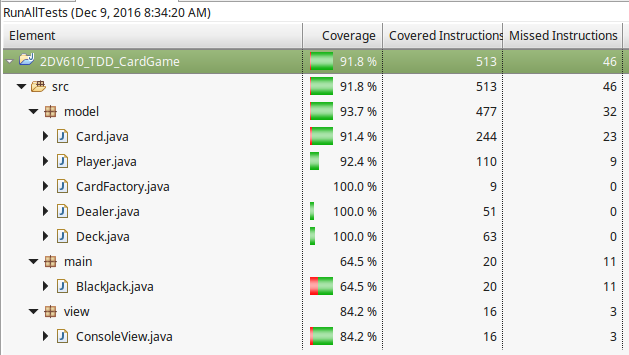 RunAllTests (Dec 9, 2016 8:34:20 AM)
Element Coverage Covered Instructions Missed Instructions
2DV610_TDD_CardGame 91.8 % 513 46
src 91.8 % 513 46
model 93.7 % 477 32
Card.java 91.4 % 244 23
Player.java 92.4 % 110 9
CardFactory.java 100.0 % 9 0
Dealer.java 100.0 % 51 0
Deck.java 100.0 % 63 0
main 64.5 % 20 11
BlackJack.java 64.5 % 20 11
view 84.2 % 16 3
ConsoleView.java 84.2 % 16 3